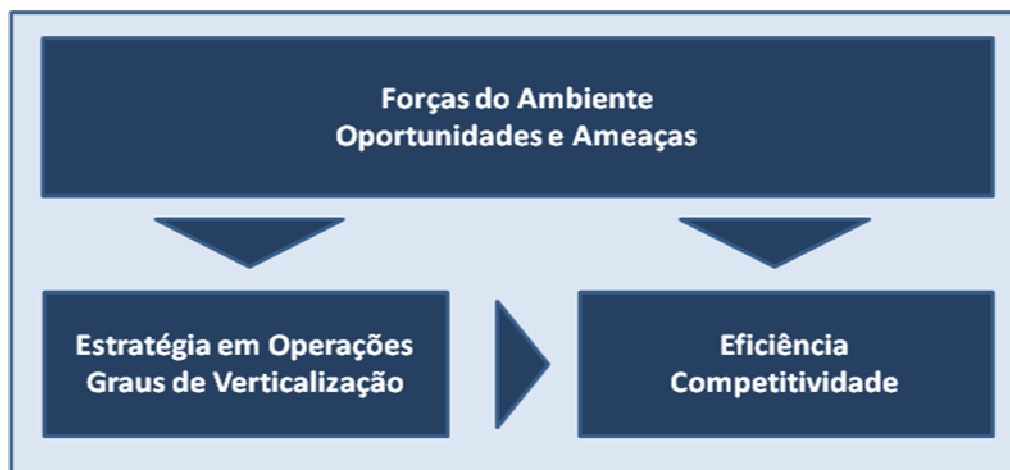 Forças do Ambiente
Oportunidades e Ameaças
Estratégia em Operações
Graus de Verticalização
Eficiência
Competitividade